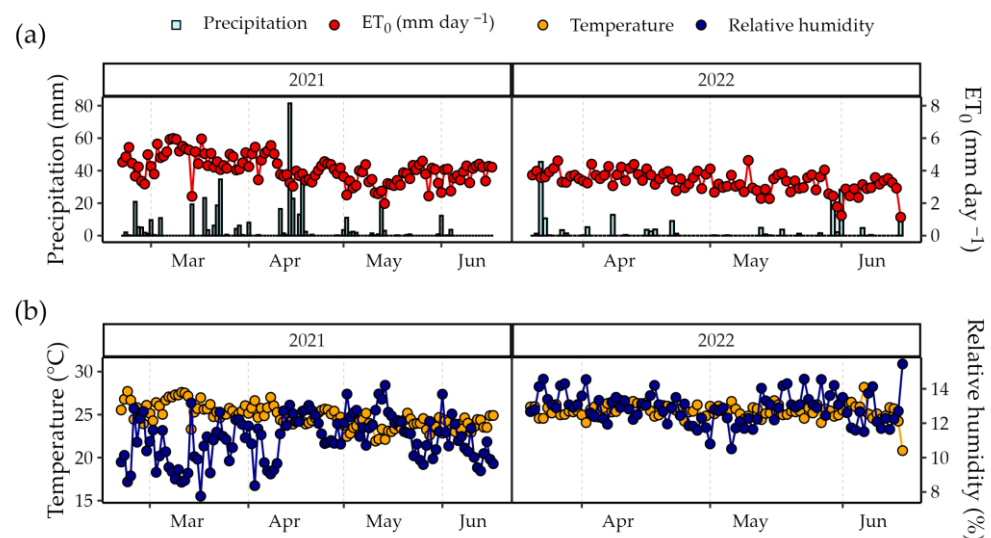 (a)
Precipitation ET₀ (mm day ⁻¹) Temperature Relative humidity
2021 2022
Precipitation (mm)
80
60
40
20
0
8
6
4
2
0
ET₀ (mm day ⁻¹)
Mar Apr May Jun Apr May Jun
(b)
2021 2022
Temperature (°C)
30
25
20
15
14
12
10
8
Relative humidity (%)
Mar Apr May Jun Apr May Jun